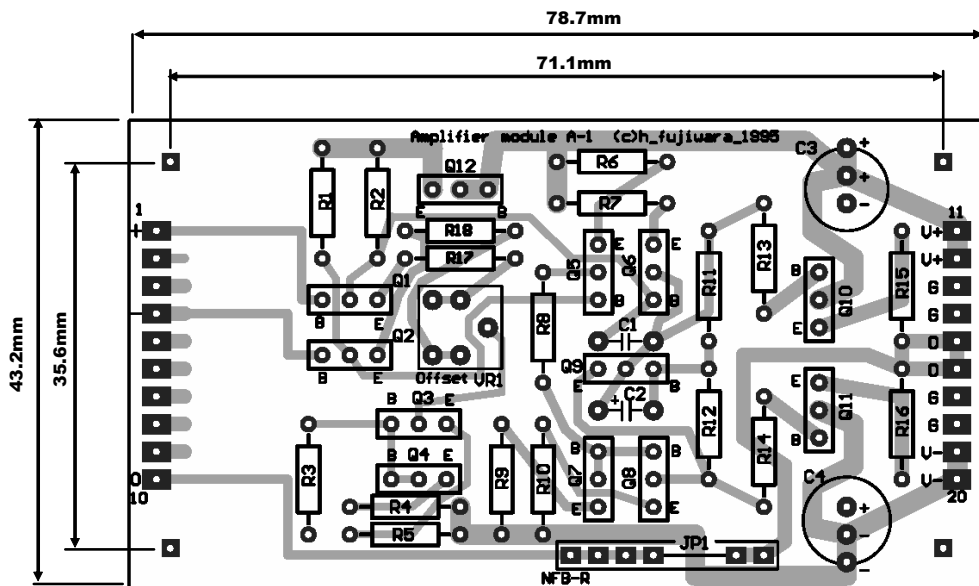 78.7mm
71.1mm
43.2mm
35.6mm
Amplifier module A-1 (c)h_fujiwara_1995
C3
+
+
-
R6
Q12
R1
R2
E
B
R7
1
+
11
V+
R18
R17
Q5
E
B
Q6
E
B
R11
R13
V+
G
G
O
O
G
G
V-
V-
20
B
E
Q10
R15
Q1
B
E
-
Q2
B
E
Offset
VR1
R8
C1
Q9
E
B
+
C2
R12
E
B
Q11
R16
B
Q3
E
B
Q4
E
R3
R9
R10
Q7
B
E
Q8
B
E
R14
C4
+
-
-
R4
R5
0
10
JP1
NFB-R